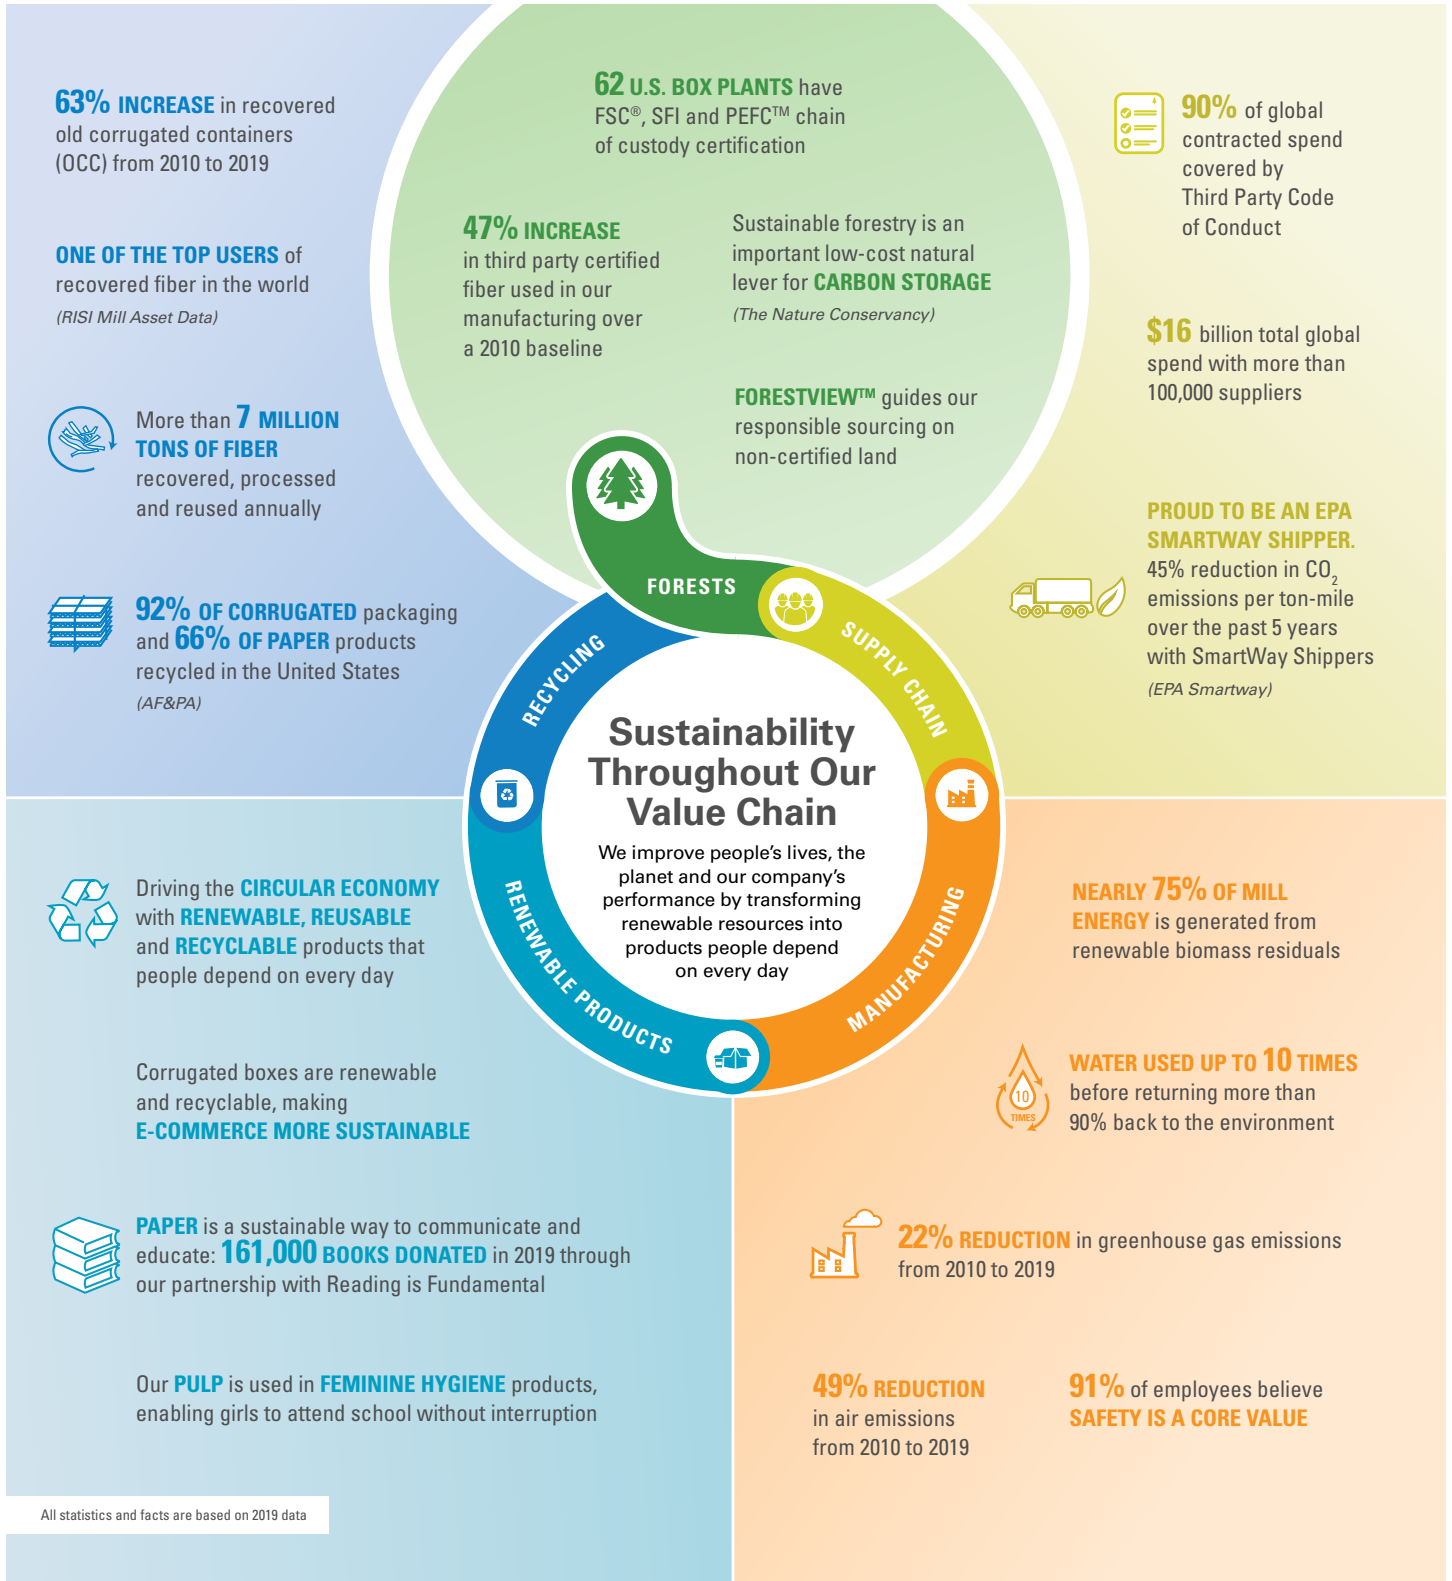 63% INCREASE in recovered
old corrugated containers
(OCC) from 2010 to 2019
ONE OF THE TOP USERS of
recovered fiber in the world
(RISI Mill Asset Data)
More than 7 MILLION
TONS OF FIBER
recovered, processed
and reused annually
92% OF CORRUGATED packaging
and 66% OF PAPER products
recycled in the United States
(AF&PA)
62 U.S. BOX PLANTS have
FSC®, SFI and PEFC™ chain
of custody certification
47% INCREASE
in third party certified
fiber used in our
manufacturing over
a 2010 baseline
Sustainable forestry is an
important low-cost natural
lever for CARBON STORAGE
(The Nature Conservancy)
FORESTVIEW™ guides our
responsible sourcing on
non-certified land
90% of global
contracted spend
covered by
Third Party Code
of Conduct
$16 billion total global
spend with more than
100,000 suppliers
PROUD TO BE AN EPA
SMARTWAY SHIPPER.
45% reduction in CO₂
emissions per ton-mile
over the past 5 years
with SmartWay Shippers
(EPA Smartway)
FORESTS
SUPPLY CHAIN
MANUFACTURING
RENEWABLE PRODUCTS
RECYCLING
Sustainability
Throughout Our
Value Chain
We improve people's lives, the
planet and our company's
performance by transforming
renewable resources into
products people depend
on every day
Driving the CIRCULAR ECONOMY
with RENEWABLE, REUSABLE
and RECYCLABLE products that
people depend on every day
Corrugated boxes are renewable
and recyclable, making
E-COMMERCE MORE SUSTAINABLE
PAPER is a sustainable way to communicate and
educate: 161,000 BOOKS DONATED in 2019 through
our partnership with Reading is Fundamental
Our PULP is used in FEMININE HYGIENE products,
enabling girls to attend school without interruption
NEARLY 75% OF MILL
ENERGY is generated from
renewable biomass residuals
10
TIMES
WATER USED UP TO 10 TIMES
before returning more than
90% back to the environment
22% REDUCTION in greenhouse gas emissions
from 2010 to 2019
49% REDUCTION
in air emissions
from 2010 to 2019
91% of employees believe
SAFETY IS A CORE VALUE
All statistics and facts are based on 2019 data